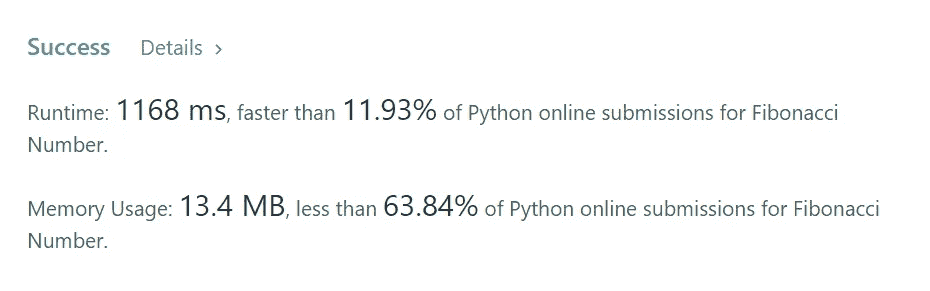 Success Details >
Runtime: 1168 ms, faster than 11.93% of Python online submissions for Fibonacci
Number.
Memory Usage: 13.4 MB, less than 63.84% of Python online submissions for Fibonacci
Number.